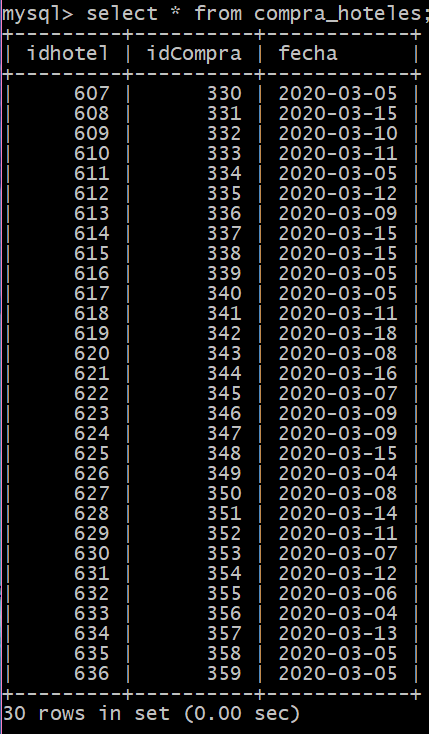 mysql> select * from compra_hoteles;
+---------+----------+------------+
| idhotel | idCompra | fecha      |
+---------+----------+------------+
|     607 |      330 | 2020-03-05 |
|     608 |      331 | 2020-03-15 |
|     609 |      332 | 2020-03-10 |
|     610 |      333 | 2020-03-11 |
|     611 |      334 | 2020-03-05 |
|     612 |      335 | 2020-03-12 |
|     613 |      336 | 2020-03-09 |
|     614 |      337 | 2020-03-15 |
|     615 |      338 | 2020-03-15 |
|     616 |      339 | 2020-03-05 |
|     617 |      340 | 2020-03-05 |
|     618 |      341 | 2020-03-11 |
|     619 |      342 | 2020-03-18 |
|     620 |      343 | 2020-03-08 |
|     621 |      344 | 2020-03-16 |
|     622 |      345 | 2020-03-07 |
|     623 |      346 | 2020-03-09 |
|     624 |      347 | 2020-03-09 |
|     625 |      348 | 2020-03-15 |
|     626 |      349 | 2020-03-04 |
|     627 |      350 | 2020-03-08 |
|     628 |      351 | 2020-03-14 |
|     629 |      352 | 2020-03-11 |
|     630 |      353 | 2020-03-07 |
|     631 |      354 | 2020-03-12 |
|     632 |      355 | 2020-03-06 |
|     633 |      356 | 2020-03-04 |
|     634 |      357 | 2020-03-13 |
|     635 |      358 | 2020-03-05 |
|     636 |      359 | 2020-03-05 |
+---------+----------+------------+
30 rows in set (0.00 sec)